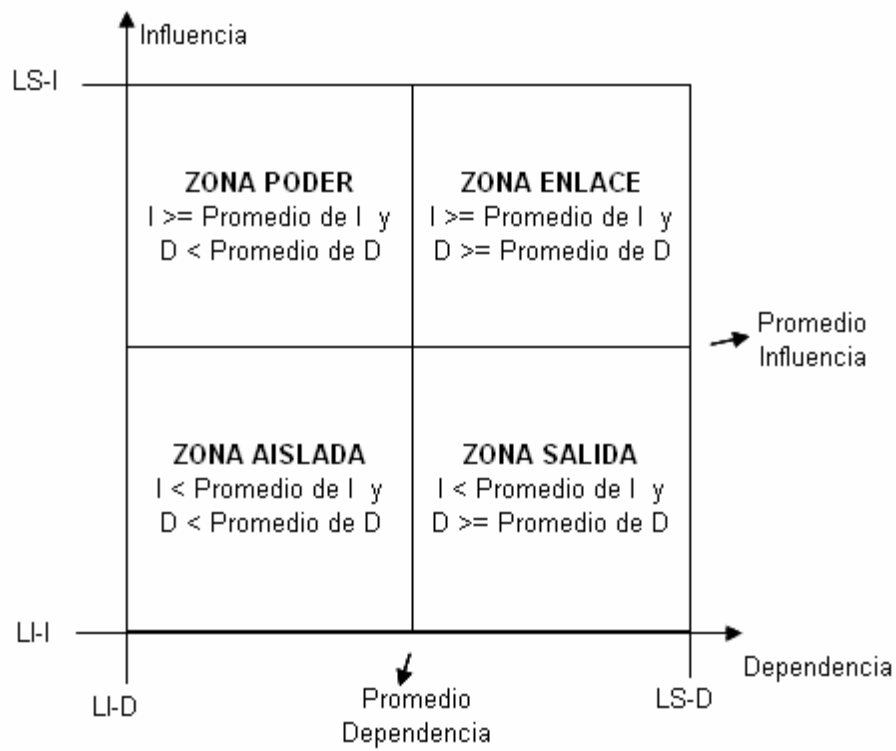 Influencia
LS-I
ZONA PODER
I >= Promedio de I y
D < Promedio de D
ZONA ENLACE
I >= Promedio de I y
D >= Promedio de D
Promedio
Influencia
ZONA AISLADA
I < Promedio de I y
D < Promedio de D
ZONA SALIDA
I < Promedio de I y
D >= Promedio de D
LI-I
Dependencia
LI-D
Promedio
Dependencia
LS-D